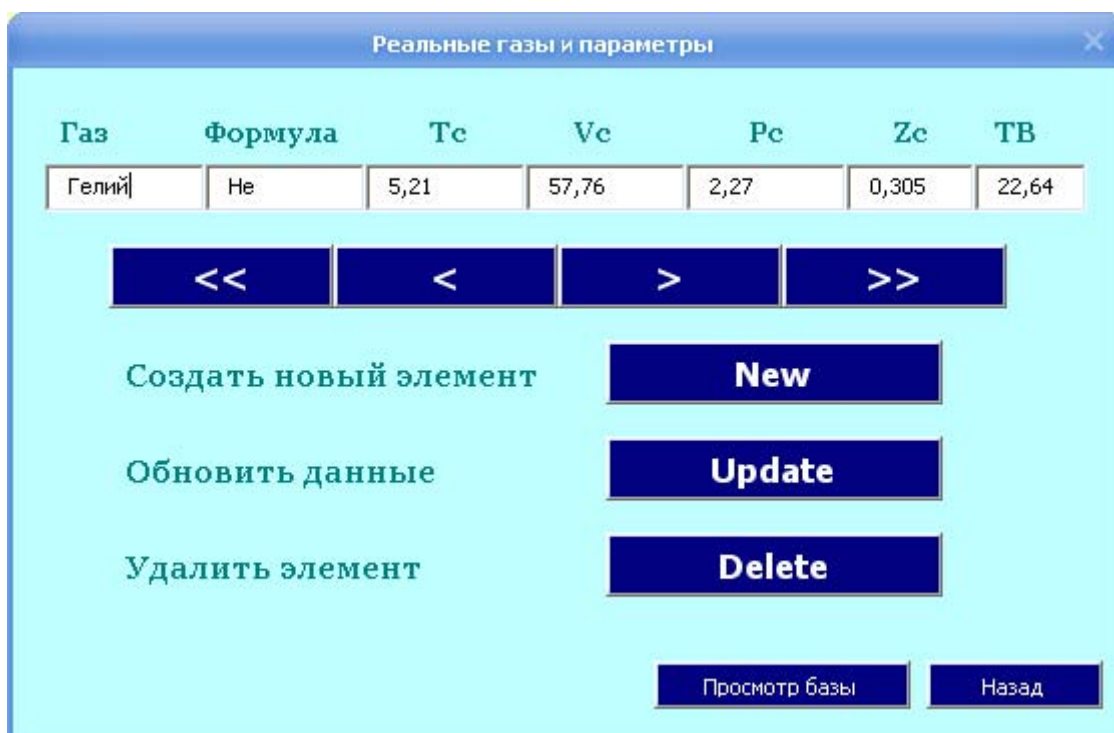 Реальные газы и параметры
Газ Формула Tc Vc Pc Zc TB
Гелий He 5,21 57,76 2,27 0,305 22,64
<< < > >>
Создать новый элемент New
Обновить данные Update
Удалить элемент Delete
Просмотр базы Назад